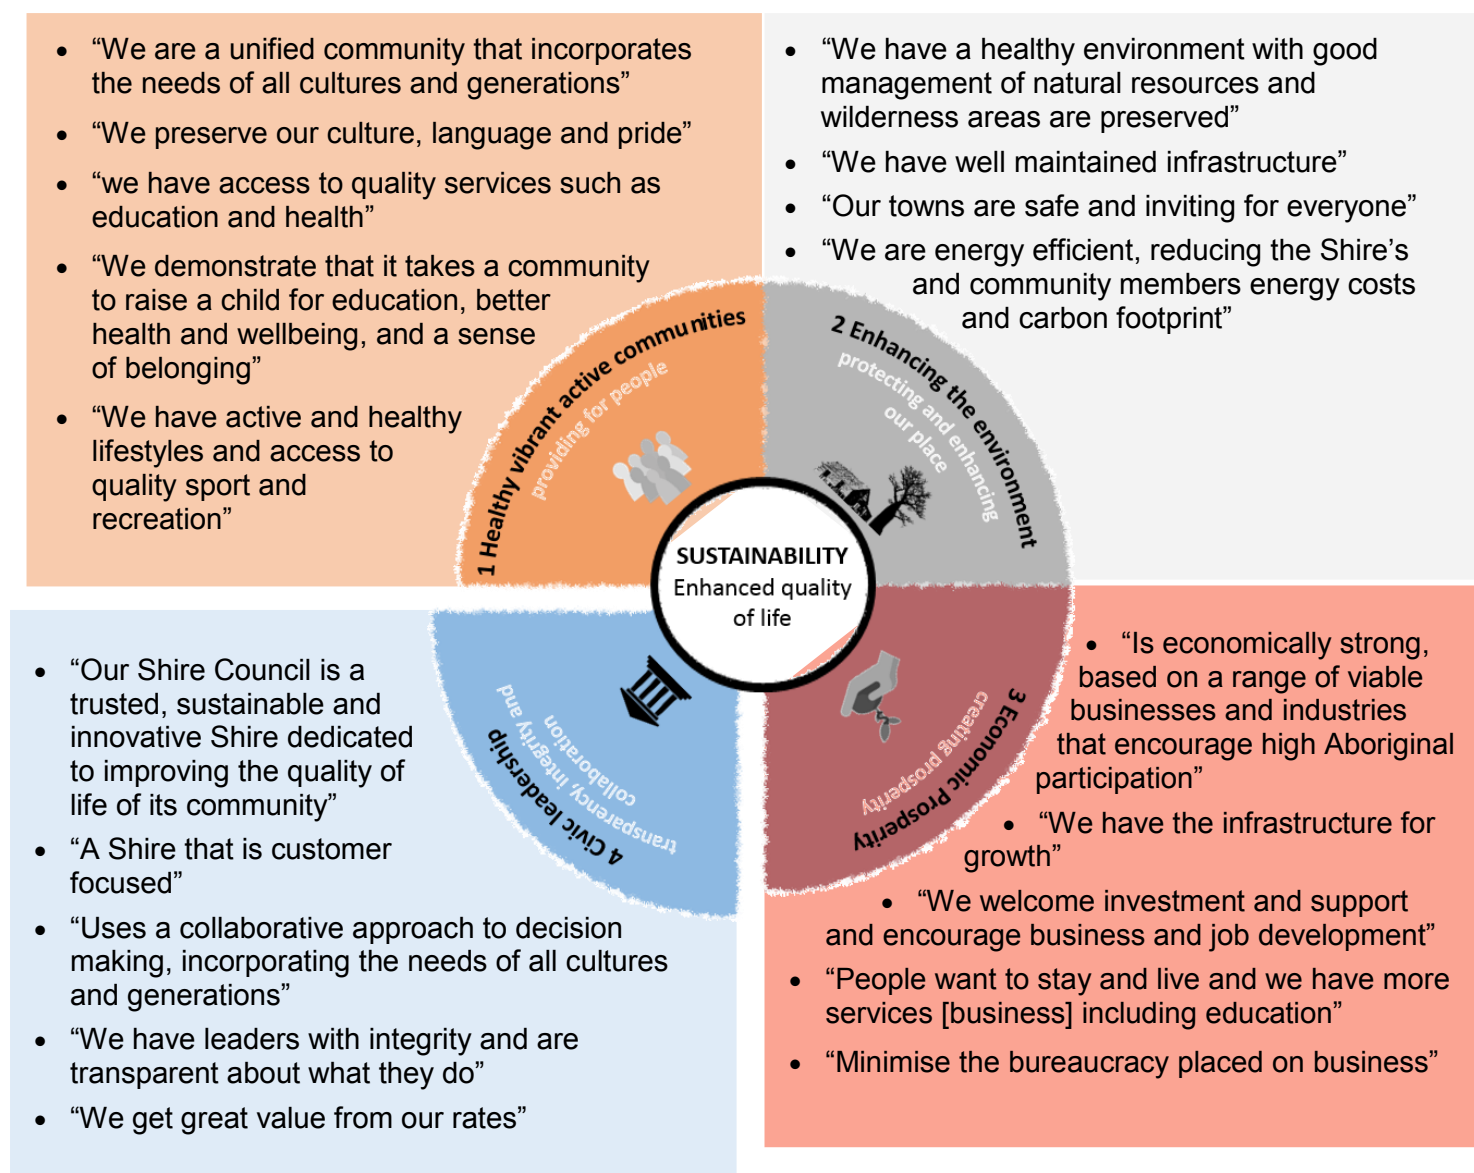 • “We are a unified community that incorporates
the needs of all cultures and generations”
• “We preserve our culture, language and pride”
• “we have access to quality services such as
education and health”
• “We demonstrate that it takes a community
to raise a child for education, better
health and wellbeing, and a sense
of belonging”
• “We have active and healthy
lifestyles and access to
quality sport and
recreation”
• “We have a healthy environment with good
management of natural resources and
wilderness areas are preserved”
• “We have well maintained infrastructure”
• “Our towns are safe and inviting for everyone”
• “We are energy efficient, reducing the Shire’s
and community members energy costs
and carbon footprint”
1 Healthy vibrant active communities
providing for people
2 Enhancing the environment
protecting and enhancing
our place
SUSTAINABILITY
Enhanced quality
of life
3 Economic Prosperity
creating prosperity
4 Civic leadership
transparency, integrity and
collaboration
• “Our Shire Council is a
trusted, sustainable and
innovative Shire dedicated
to improving the quality of
life of its community”
• “A Shire that is customer
focused”
• “Uses a collaborative approach to decision
making, incorporating the needs of all cultures
and generations”
• “We have leaders with integrity and are
transparent about what they do”
• “We get great value from our rates”
• “Is economically strong,
based on a range of viable
businesses and industries
that encourage high Aboriginal
participation”
• “We have the infrastructure for
growth”
• “We welcome investment and support
and encourage business and job development”
• “People want to stay and live and we have more
services [business] including education”
• “Minimise the bureaucracy placed on business”